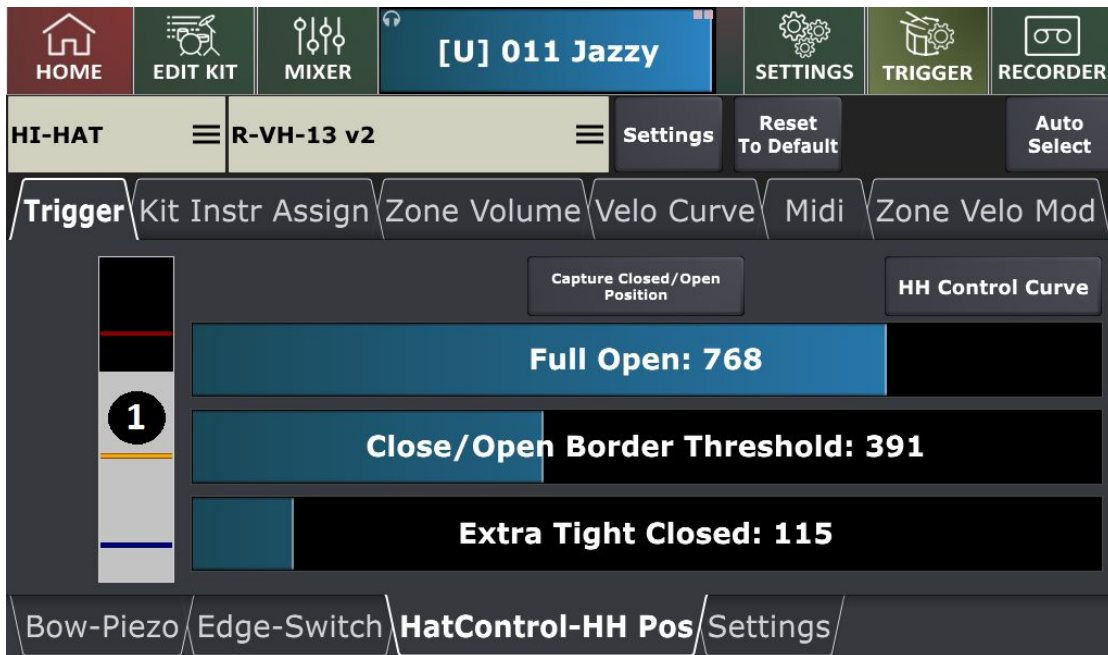 HOME
EDIT KIT
MIXER
[U] 011 Jazzy
SETTINGS
TRIGGER
RECORDER
HI-HAT
R-VH-13 v2
Settings
Reset
To Default
Auto
Select
Trigger
Kit Instr Assign
Zone Volume
Velo Curve
Midi
Zone Velo Mod
Capture Closed/Open
Position
HH Control Curve
Full Open: 768
1
Close/Open Border Threshold: 391
Extra Tight Closed: 115
Bow-Piezo
Edge-Switch
HatControl-HH Pos
Settings